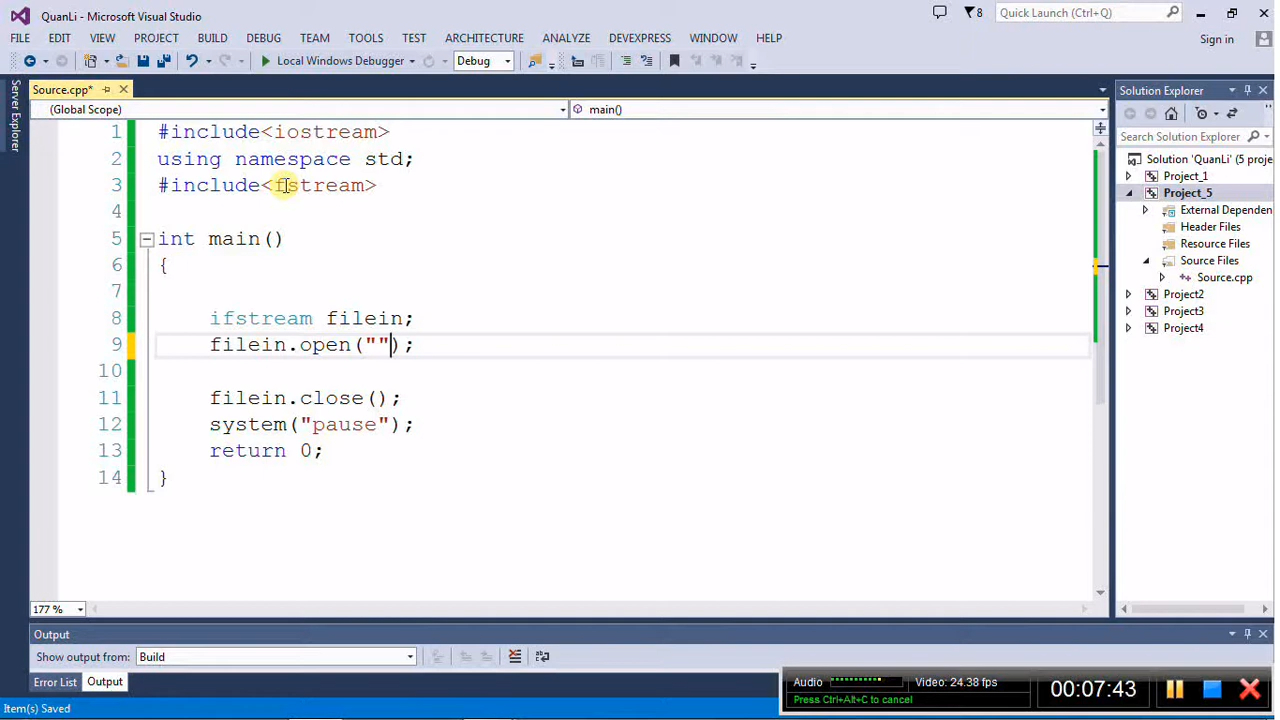 QuanLi - Microsoft Visual Studio
8
Quick Launch (Ctrl+Q)
FILE EDIT VIEW PROJECT BUILD DEBUG TEAM TOOLS TEST ARCHITECTURE DEVEXPRESS ANALYZE WINDOW HELP
Sign in
Local Windows Debugger
Debug
Server Explorer
Source.cpp*
(Global Scope)
main()
1 #include<iostream>
2 using namespace std;
3 #include<fstream>
4
5 int main()
6 {
7
8 ifstream filein;
9 filein.open("");
10
11 filein.close();
12 system("pause");
13 return 0;
14 }
177 %
Solution Explorer
Search Solution Explorer
Solution 'QuanLi' (5 proje
Project_1
Project_5
External Dependen
Header Files
Resource Files
Source Files
Source.cpp
Project2
Project3
Project4
Output
Show output from: Build
Error List Output
Item(s) Saved
Audio
Video: 24.38 fps
Press Ctrl+Alt+C to cancel
00:07:43